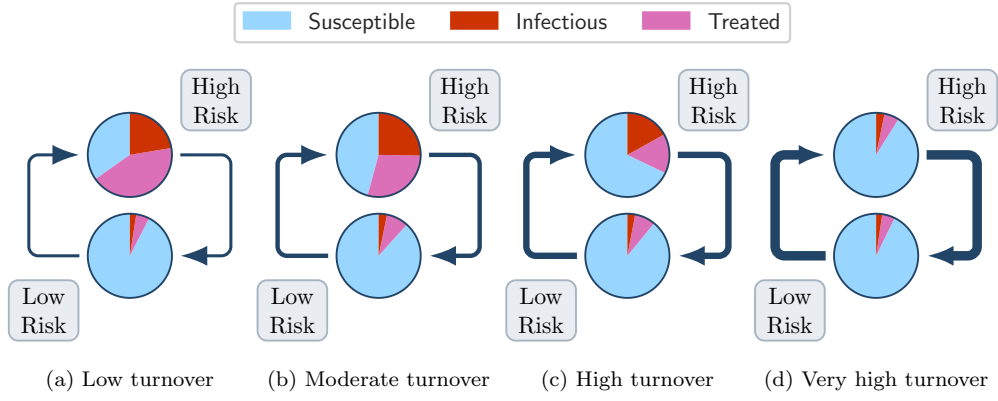 Susceptible Infectious Treated
High
Risk
Low
Risk
(a) Low turnover
High
Risk
Low
Risk
(b) Moderate turnover
High
Risk
Low
Risk
(c) High turnover
High
Risk
Low
Risk
(d) Very high turnover